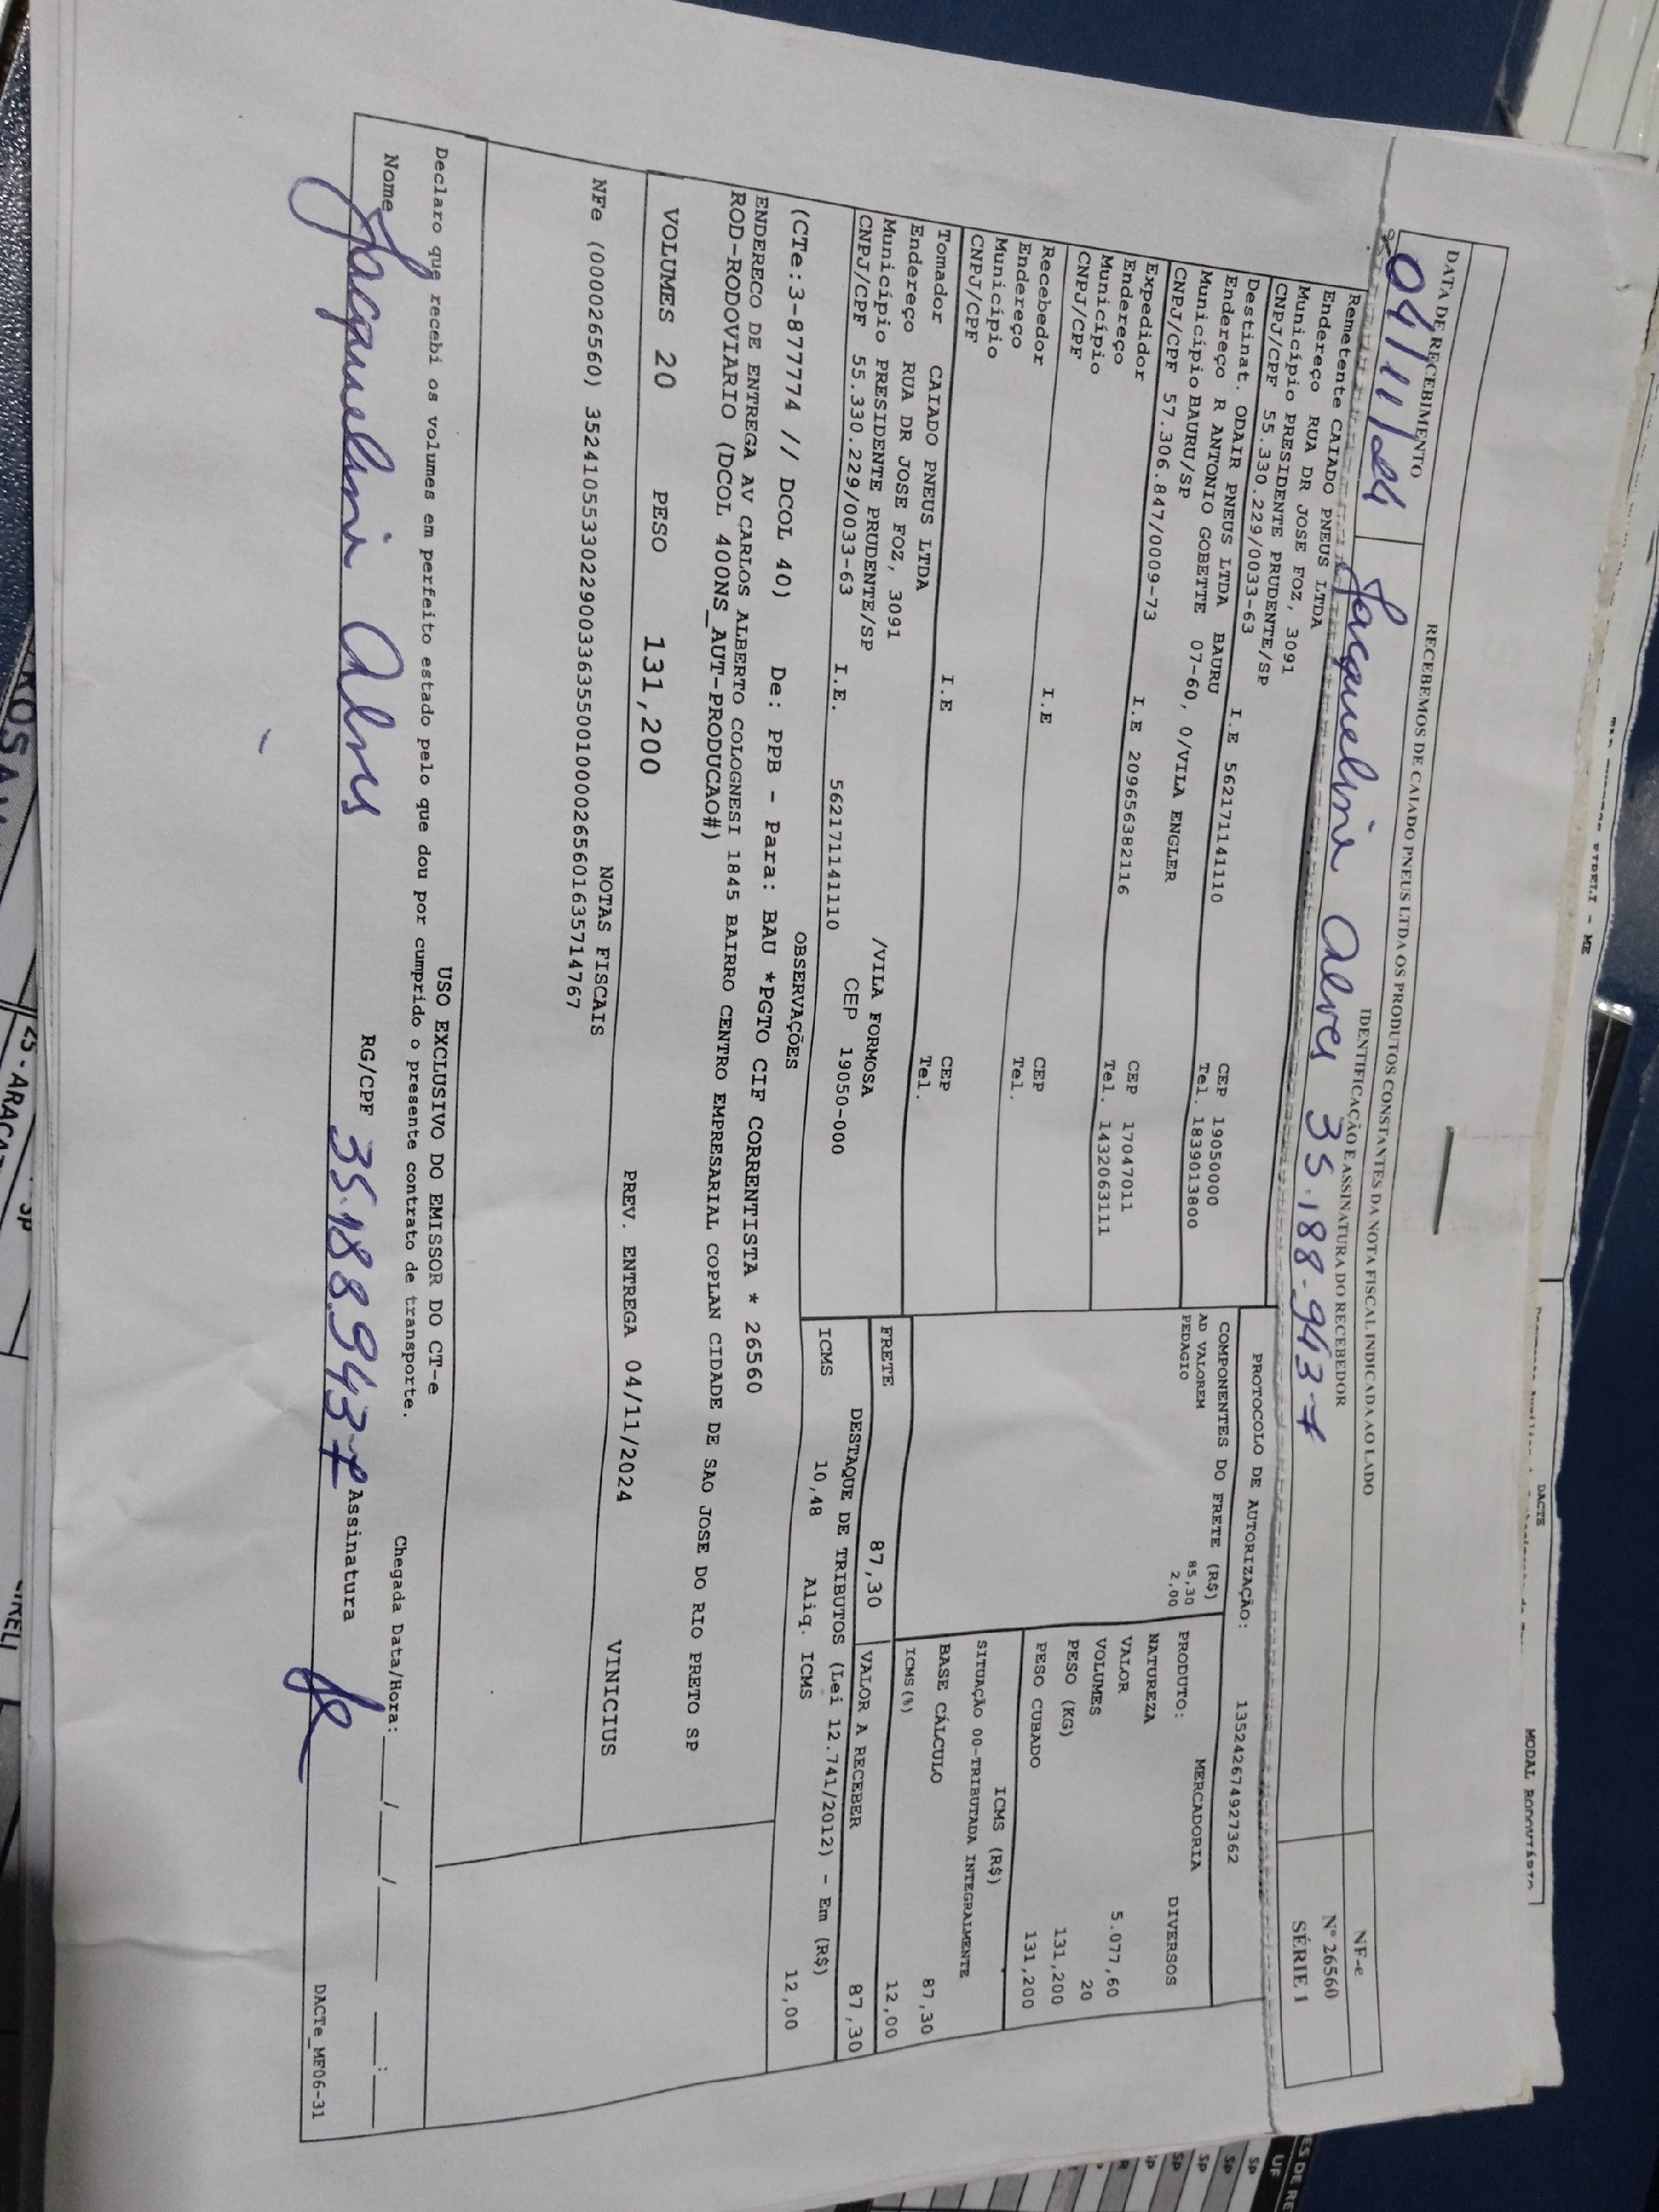 DACTE
MODAL RODOVIÁRIO
RECEBEMOS DE CAIADO PNEUS LTDA OS PRODUTOS CONSTANTES DA NOTA FISCAL INDICADA AO LADO
NF-e
Nº 26560
SÉRIE 1
DATA DE RECEBIMENTO
IDENTIFICAÇÃO E ASSINATURA DO RECEBEDOR
04/11/24 Jaqueline Alves 35.188.943-7
Remetente CAIADO PNEUS LTDA
Endereço RUA DR JOSE FOZ, 3091
Município PRESIDENTE PRUDENTE/SP CEP 19050000
CNPJ/CPF 55.330.229/0033-63 I.E 562171141110 Tel. 1839013800
Destinat. ODAIR PNEUS LTDA BAURU
Endereço R ANTONIO GOBETTE 07-60, 0/VILA ENGLER
Município BAURU/SP CEP 17047011
CNPJ/CPF 57.306.847/0009-73 I.E 209656382116 Tel. 1432063111
Expedidor
Endereço
Município CEP
CNPJ/CPF I.E Tel.
Recebedor
Endereço
Município CEP
CNPJ/CPF I.E Tel.
Tomador CAIADO PNEUS LTDA
Endereço RUA DR JOSE FOZ, 3091 /VILA FORMOSA
Município PRESIDENTE PRUDENTE/SP CEP 19050-000
CNPJ/CPF 55.330.229/0033-63 I.E. 562171141110
PROTOCOLO DE AUTORIZAÇÃO: 135242674927362
COMPONENTES DO FRETE (R$)
AD VALOREM 85,30
PEDAGIO 2,00
MERCADORIA
PRODUTO: DIVERSOS
NATUREZA
VALOR 5.077,60
VOLUMES 20
PESO (KG) 131,200
PESO CUBADO 131,200
ICMS (R$)
SITUAÇÃO 00-TRIBUTADA INTEGRALMENTE
BASE CÁLCULO 87,30
ICMS(%) 12,00
FRETE 87,30 VALOR A RECEBER 87,30
DESTAQUE DE TRIBUTOS (Lei 12.741/2012) - Em (R$)
ICMS 10,48 Aliq. ICMS 12,00
OBSERVAÇÕES
(CTe:3-877774 // DCOL 40) De: PPB - Para: BAU *PGTO CIF CORRENTISTA * 26560
ENDERECO DE ENTREGA AV CARLOS ALBERTO COLOGNESI 1845 BAIRRO CENTRO EMPRESARIAL COPLAN CIDADE DE SAO JOSE DO RIO PRETO SP
ROD-RODOVIARIO (DCOL 400NS_AUT-PRODUCAO#)
VOLUMES 20 PESO 131,200 PREV. ENTREGA 04/11/2024 VINICIUS
NOTAS FISCAIS
NFe (000026560) 35241055330229003363550010000265601635714767
USO EXCLUSIVO DO EMISSOR DO CT-e
Declaro que recebi os volumes em perfeito estado pelo que dou por cumprido o presente contrato de transporte.
Chegada Data/Hora: ___/___/_____ ___:___
Nome Jaqueline Alves RG/CPF 35.188.943-7 Assinatura
DACTe_MF06-31